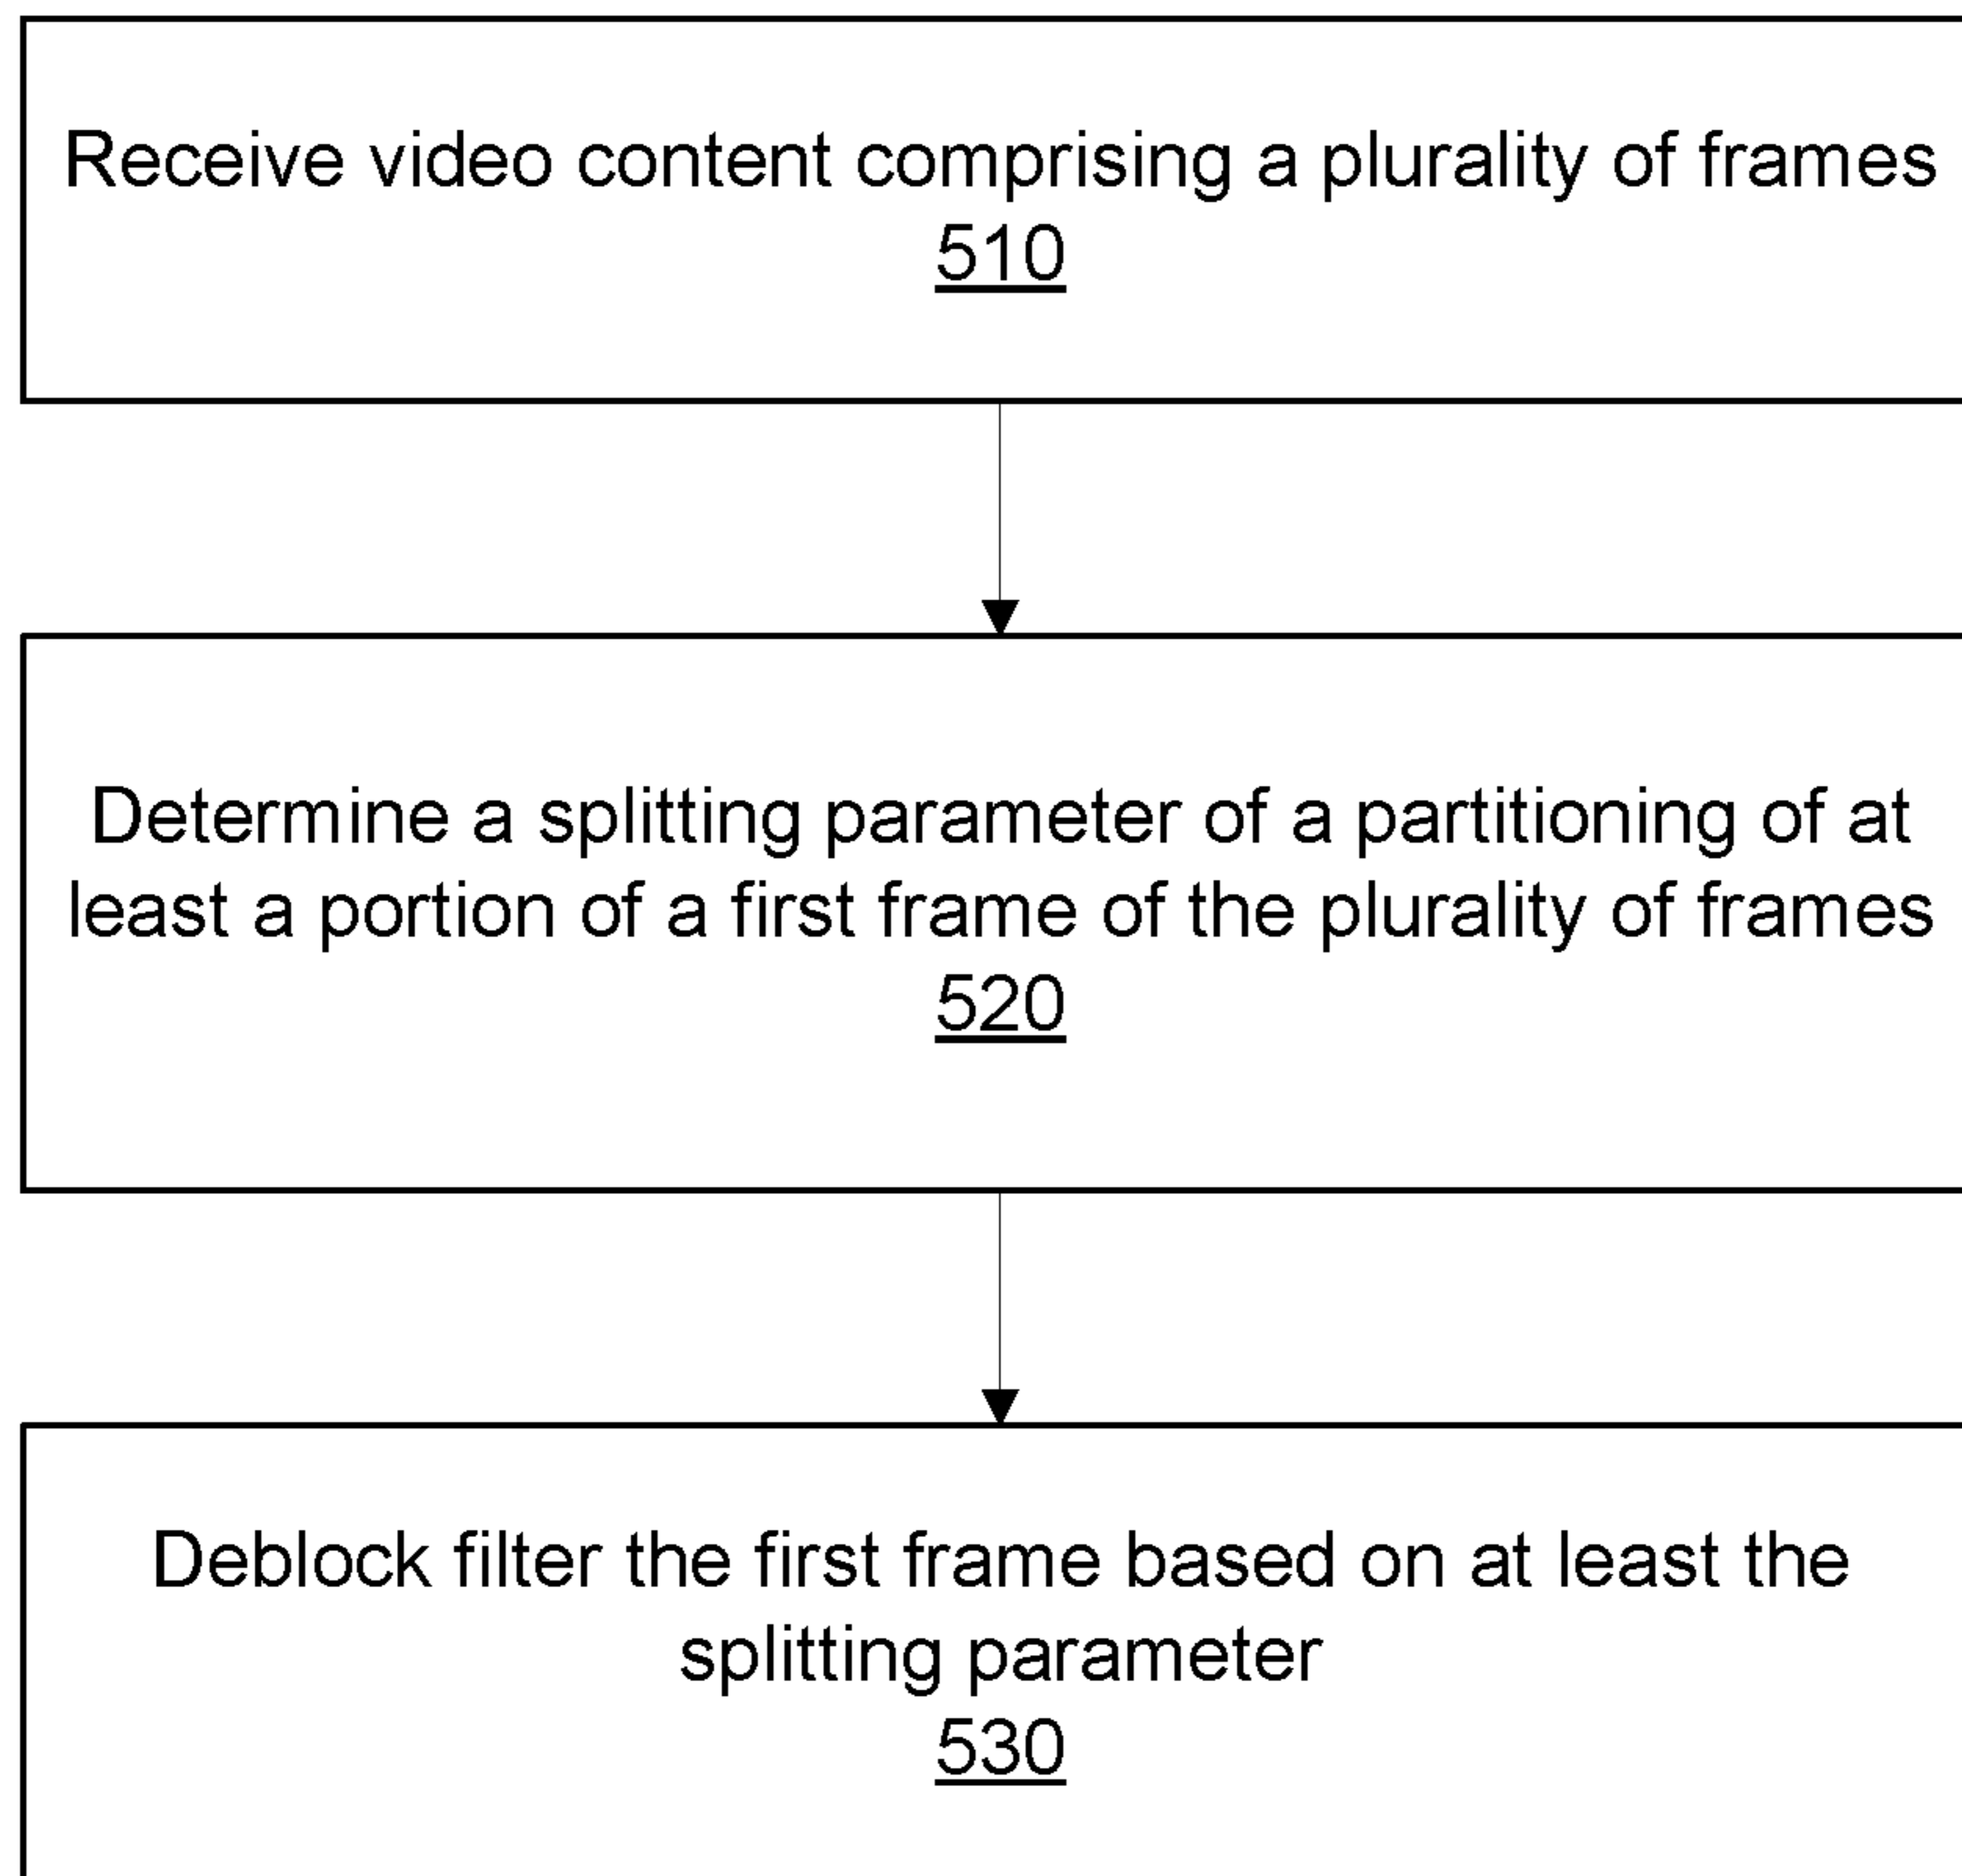 Receive video content comprising a plurality of frames
510
Determine a splitting parameter of a partitioning of at
least a portion of a first frame of the plurality of frames
520
Deblock filter the first frame based on at least the
splitting parameter
530